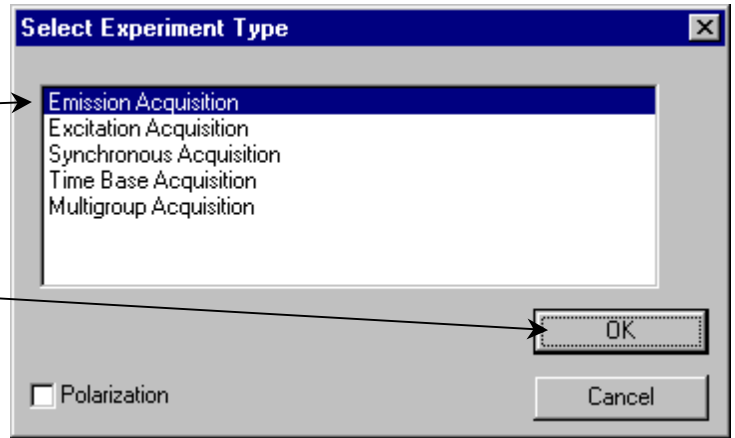 Select Experiment Type
Emission Acquisition
Excitation Acquisition
Synchronous Acquisition
Time Base Acquisition
Multigroup Acquisition
OK
Polarization
Cancel